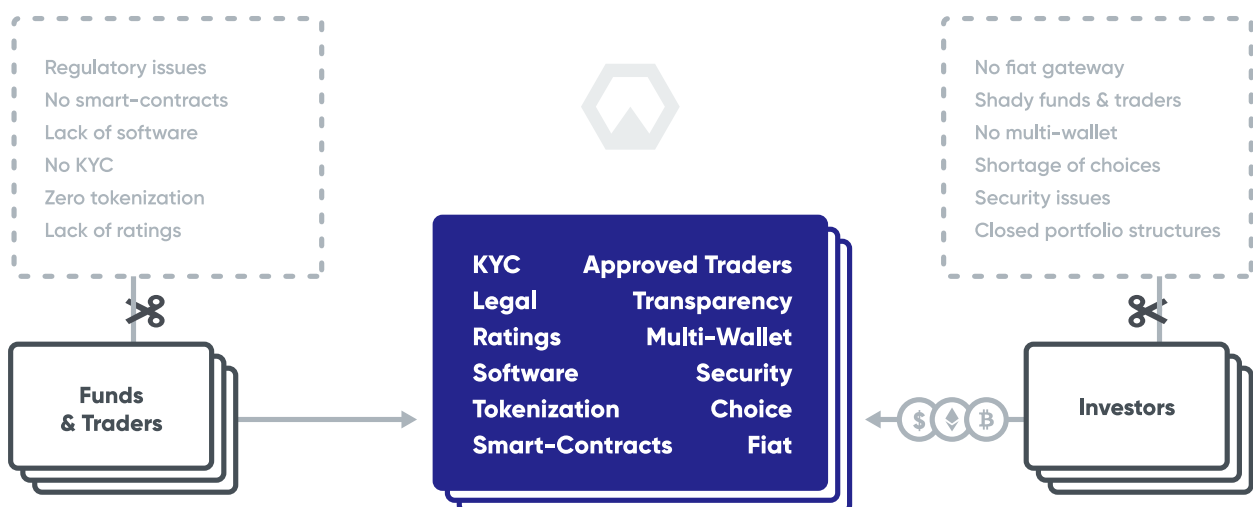 Regulatory issues
No smart-contracts
Lack of software
No KYC
Zero tokenization
Lack of ratings
No fiat gateway
Shady funds & traders
No multi-wallet
Shortage of choices
Security issues
Closed portfolio structures
KYC Approved Traders
Legal Transparency
Ratings Multi-Wallet
Software Security
Tokenization Choice
Smart-Contracts Fiat
Funds
& Traders
$
Investors